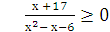 x +17
x² − x − 6 ≥ 0